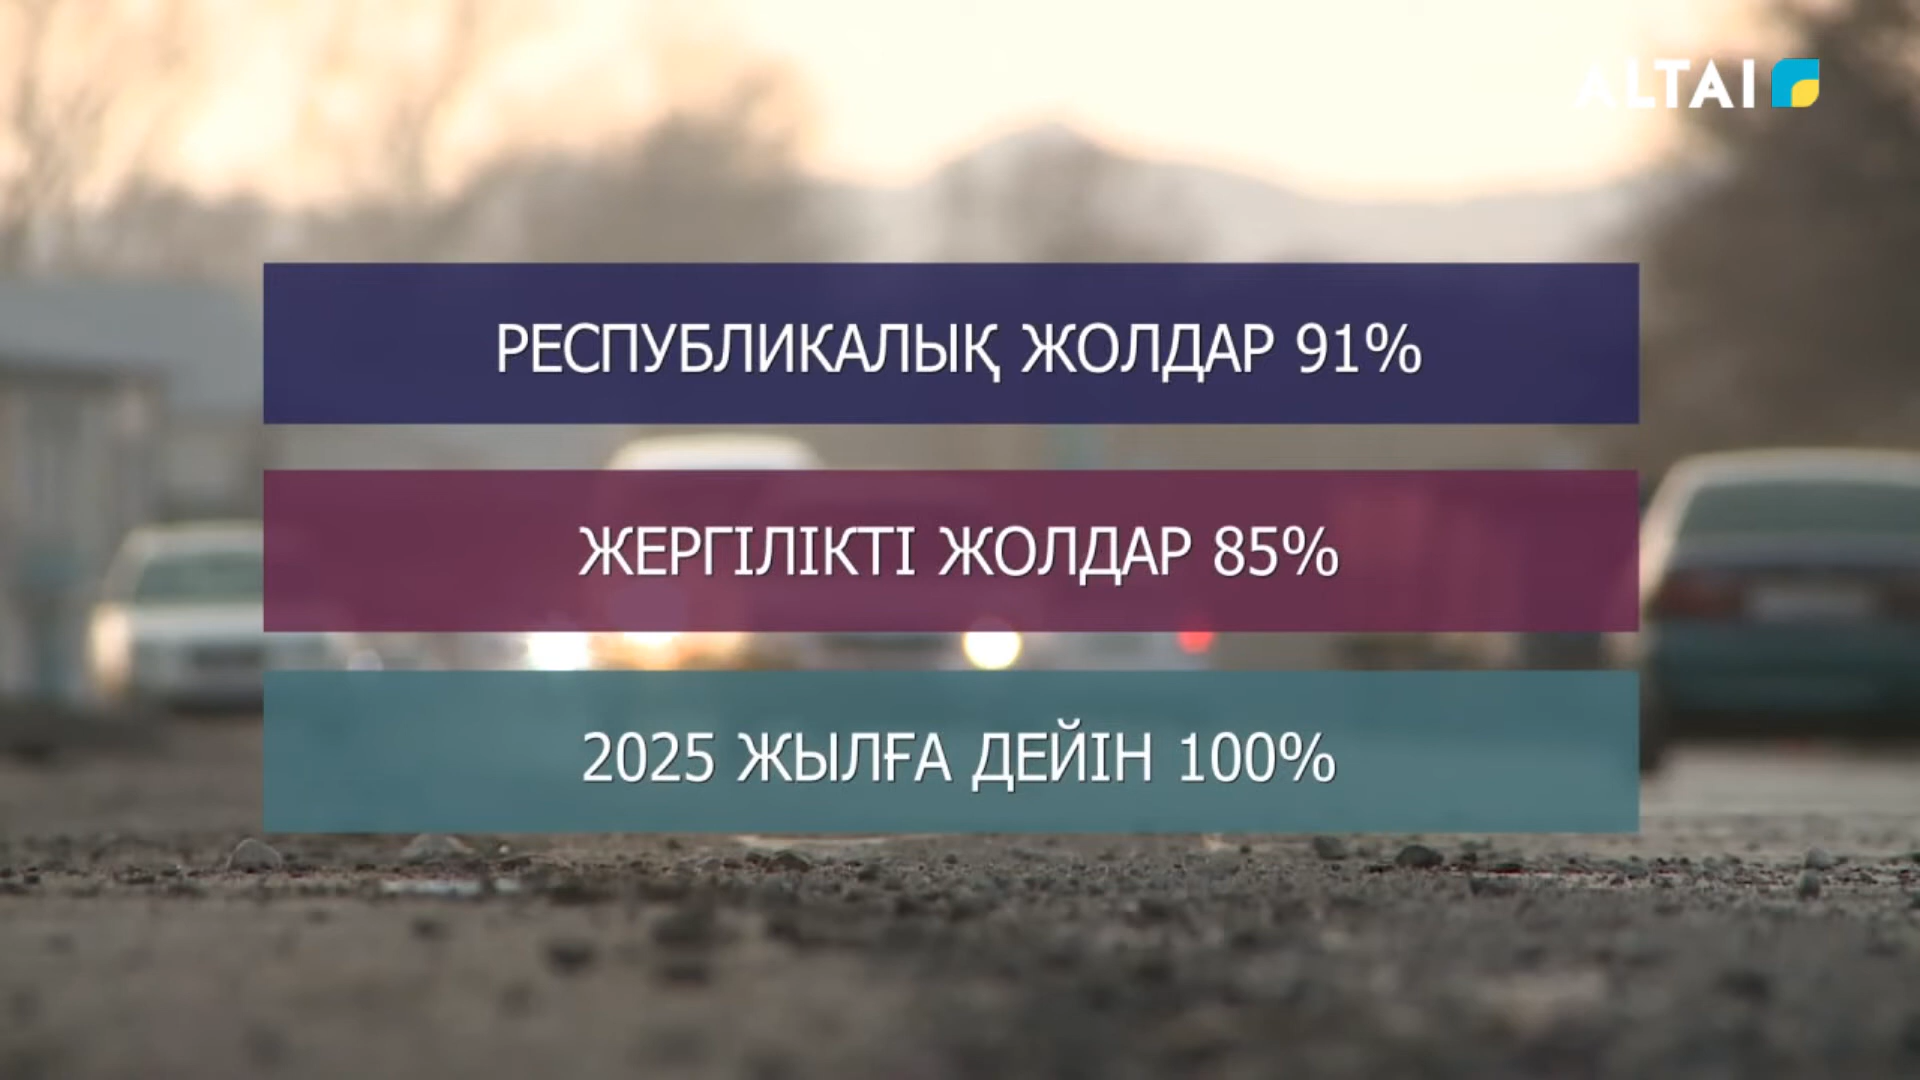 ALTAI
РЕСПУБЛИКАЛЫҚ ЖОЛДАР 91%
ЖЕРГІЛІКТІ ЖОЛДАР 85%
2025 ЖЫЛҒА ДЕЙІН 100%